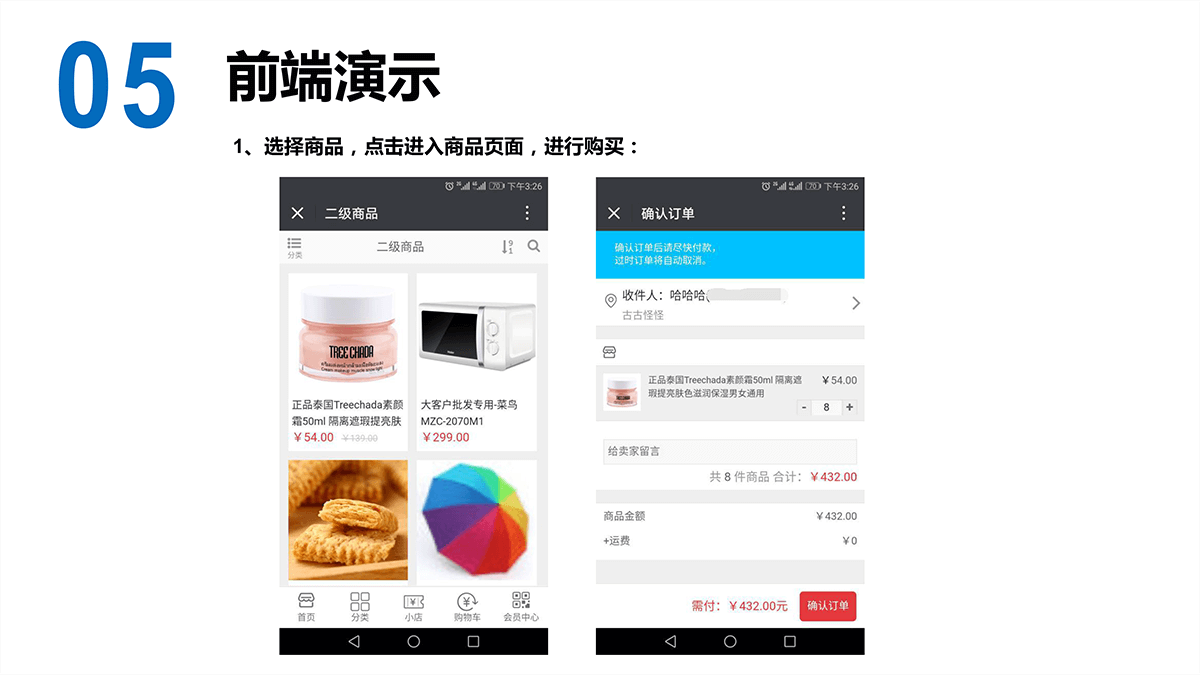 05 前端演示
1、选择商品，点击进入商品页面，进行购买：
下午3:26
二级商品
分类 二级商品
TREE CHADA
Cream makeup muscle snow light
正品泰国Treechada素颜
霜50ml 隔离遮瑕提亮肤
￥54.00 ￥139.00
大客户批发专用-菜鸟
MZC-2070M1
￥299.00
首页 分类 小店 购物车 会员中心
下午3:26
确认订单
确认订单后请尽快付款，
过时订单将自动取消。
收件人：哈哈哈(
古古怪怪
正品泰国Treechada素颜霜50ml 隔离遮 ￥54.00
瑕提亮肤色滋润保湿男女通用
- 8 +
给卖家留言
共 8 件商品 合计：￥432.00
商品金额 ￥432.00
+运费 ￥0
需付：￥432.00元 确认订单